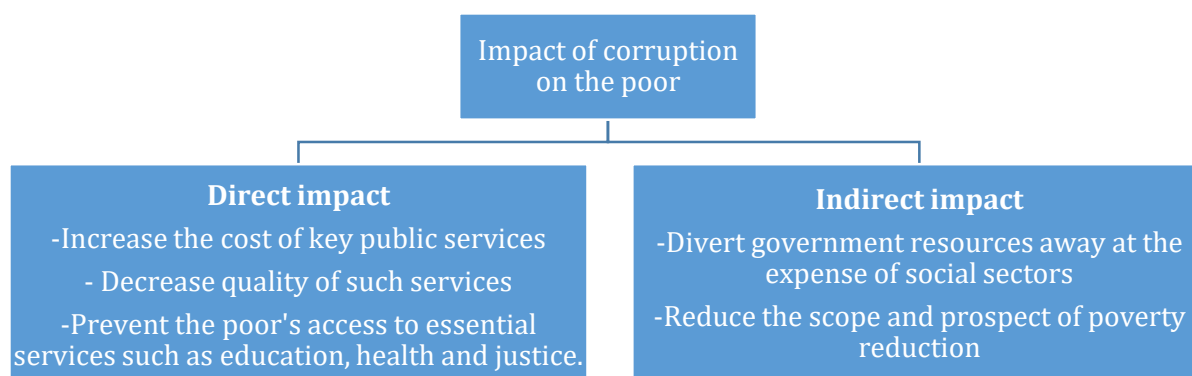 Impact of corruption
on the poor
Direct impact
-Increase the cost of key public services
- Decrease quality of such services
-Prevent the poor's access to essential
services such as education, health and justice.
Indirect impact
-Divert government resources away at the
expense of social sectors
-Reduce the scope and prospect of poverty
reduction